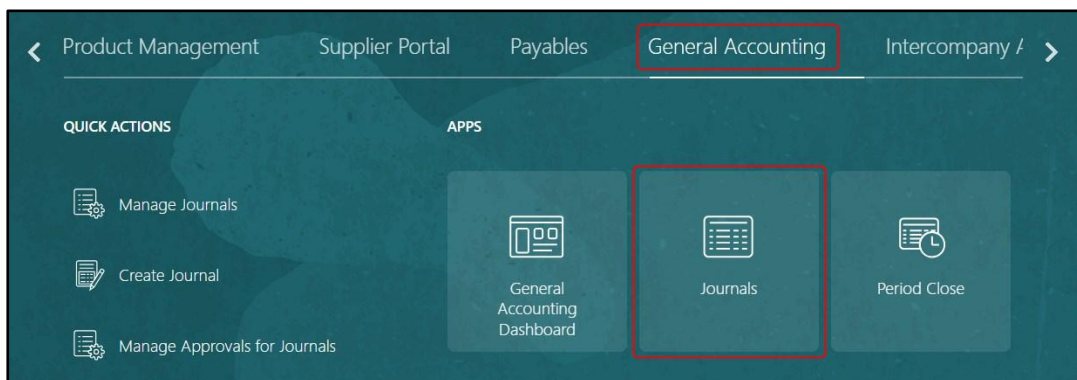 Product Management
Supplier Portal
Payables
General Accounting
Intercompany A
QUICK ACTIONS
APPS
Manage Journals
Create Journal
Manage Approvals for Journals
General
Accounting
Dashboard
Journals
Period Close